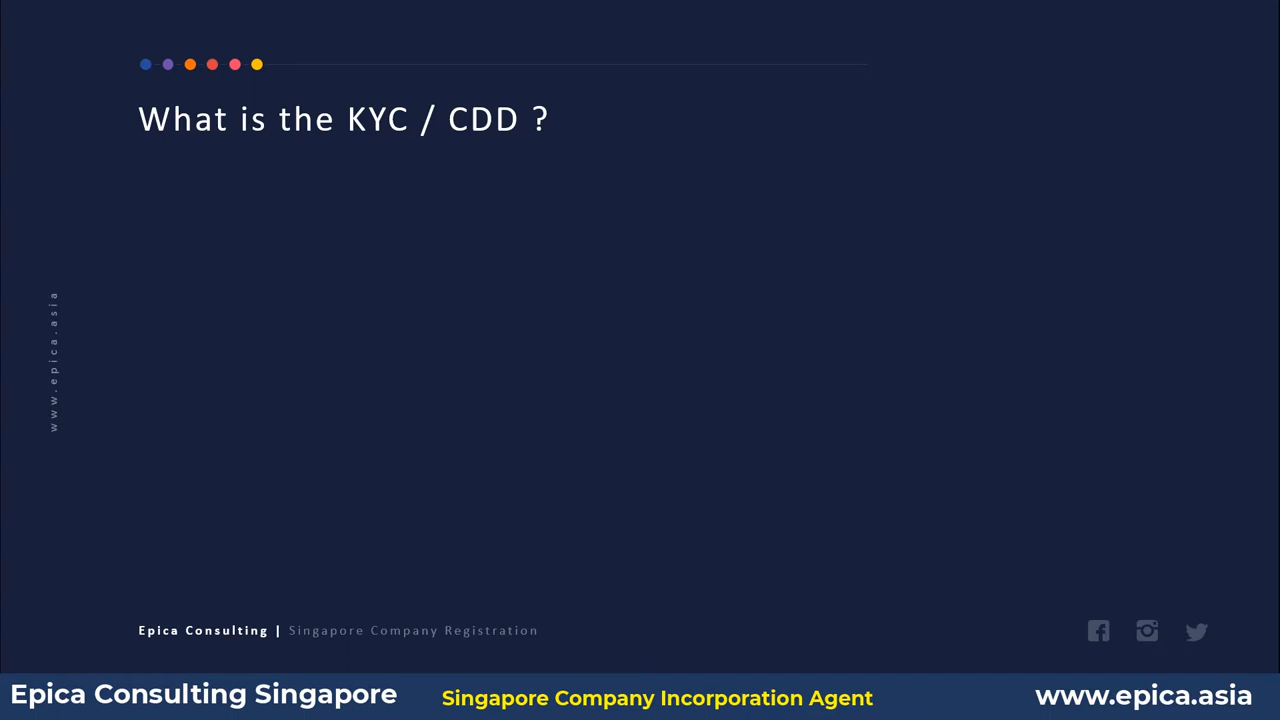 What is the KYC / CDD ?
www.epica.asia
Epica Consulting | Singapore Company Registration
Epica Consulting Singapore
Singapore Company Incorporation Agent
www.epica.asia